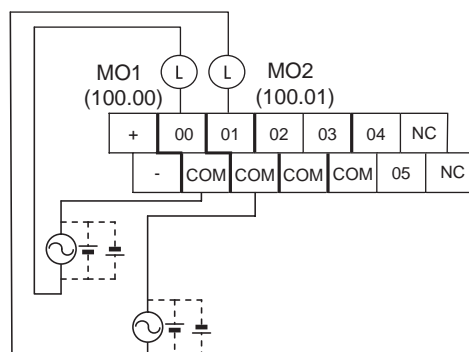 L L
MO1 MO2
(100.00) (100.01)
+ 00 01 02 03 04 NC
- COM COM COM COM 05 NC